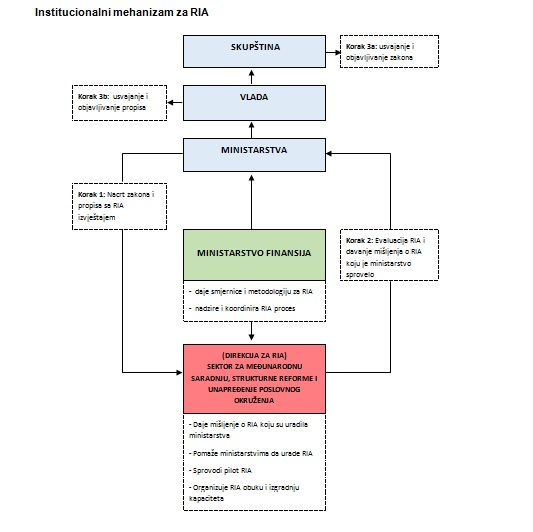 Institucionalni mehanizam za RIA
SKUPŠTINA
Korak 3a: usvajanje i
objavljivanje zakona
Korak 3b: usvajanje i
objavljivanje propisa
VLADA
MINISTARSTVA
Korak 1: Nacrt zakona i
propisa sa RIA
izvještajem
Korak 2: Evaluacija RIA i
davanje mišljenja o RIA
koju je ministarstvo
sprovelo
MINISTARSTVO FINANSIJA
- daje smjernice i metodologiju za RIA
- nadzire i koordinira RIA proces
(DIREKCIJA ZA RIA)
SEKTOR ZA MEĐUNARODNU
SARADNJU, STRUKTURNE REFORME I
UNAPREĐENJE POSLOVNOG
OKRUŽENJA
- Daje mišljenje o RIA koju su uradila
ministarstva
- Pomaže ministarstvima da urade RIA
- Sprovodi pilot RIA
- Organizuje RIA obuku i izgradnju
kapaciteta